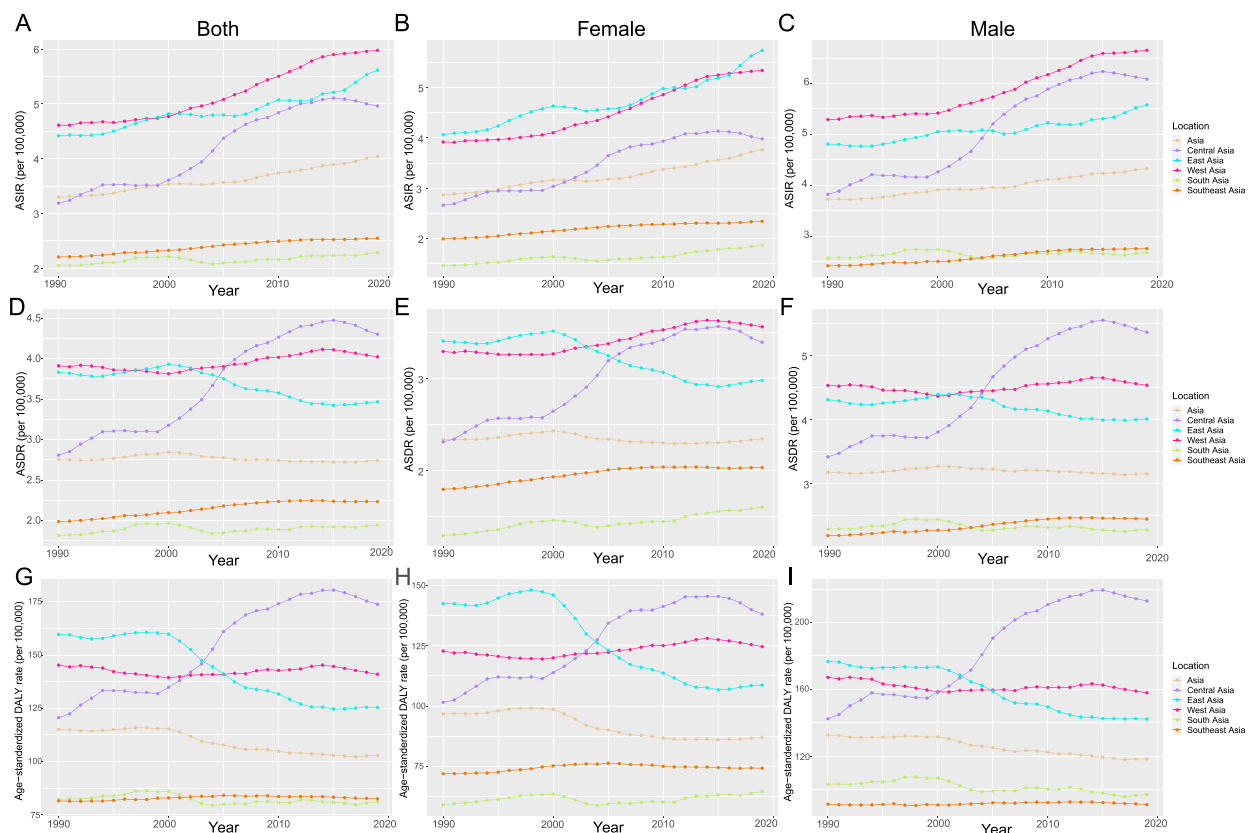 A Both B Female C Male
ASIR (per 100,000)
6
5
4
3
2
1990 2000 2010 2020
Year
ASIR (per 100,000)
5
4
3
2
1990 2000 2010 2020
Year
ASIR (per 100,000)
6
5
4
3
1990 2000 2010 2020
Year
Location
Asia
Central Asia
East Asia
West Asia
South Asia
Southeast Asia
D E F
ASDR (per 100,000)
4.5
4.0
3.5
3.0
2.5
2.0
1990 2000 2010 2020
Year
ASDR (per 100,000)
3
2
1990 2000 2010 2020
Year
ASDR (per 100,000)
5
4
3
1990 2000 2010 2020
Year
Location
Asia
Central Asia
East Asia
West Asia
South Asia
Southeast Asia
G H I
Age−standerdized DALY rate (per 100,000)
175
150
125
100
75
1990 2000 2010 2020
Year
Age−standerdized DALY rate (per 100,000)
150
125
100
75
1990 2000 2010 2020
Year
Age−standerdized DALY rate (per 100,000)
200
160
120
1990 2000 2010 2020
Year
Location
Asia
Central Asia
East Asia
West Asia
South Asia
Southeast Asia